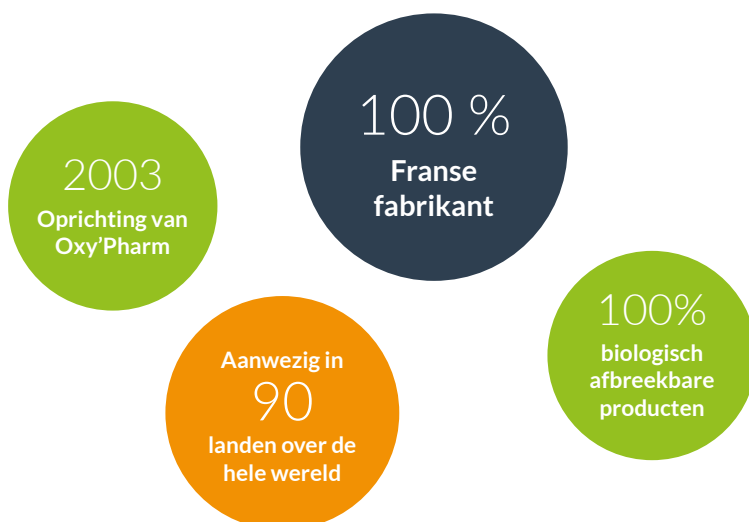 100 %
Franse
fabrikant
2003
Oprichting van
Oxy’Pharm
100%
biologisch
afbreekbare
producten
Aanwezig in
90
landen over de
hele wereld